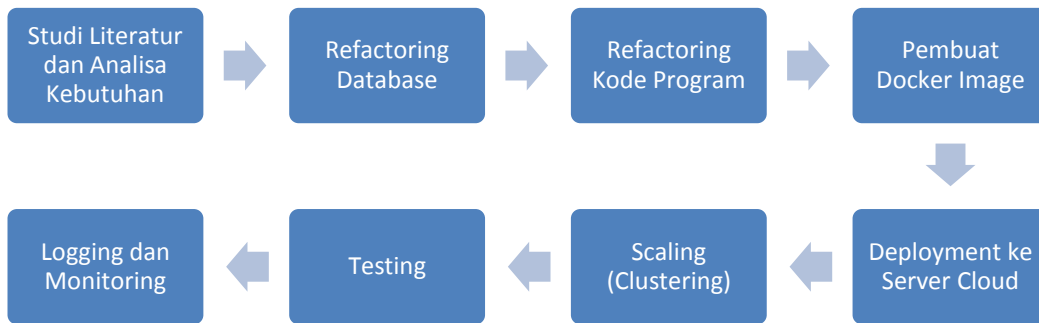 Studi Literatur
dan Analisa
Kebutuhan
Refactoring
Database
Refactoring
Kode Program
Pembuat
Docker Image
Deployment ke
Server Cloud
Scaling
(Clustering)
Testing
Logging dan
Monitoring